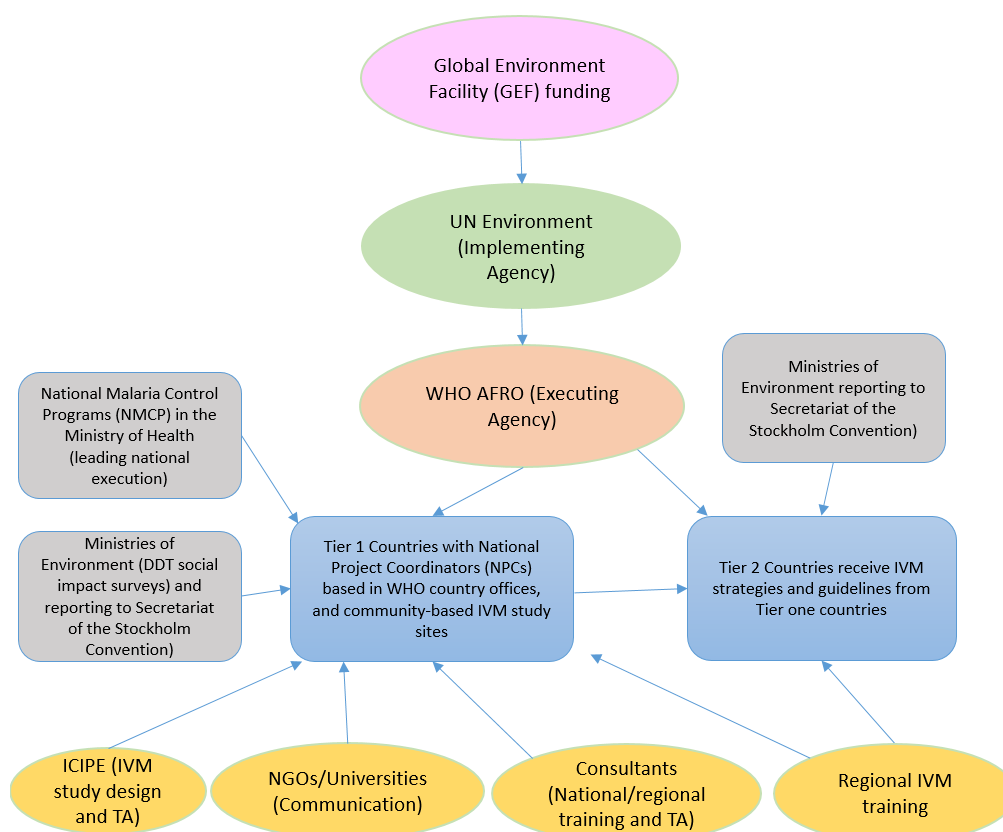 Global Environment
Facility (GEF) funding
UN Environment
(Implementing
Agency)
WHO AFRO (Executing
Agency)
Ministries of
Environment reporting to
Secretariat of the
Stockholm Convention)
National Malaria Control
Programs (NMCP) in the
Ministry of Health
(leading national
execution)
Ministries of
Environment (DDT social
impact surveys) and
reporting to Secretariat
of the Stockholm
Convention)
Tier 1 Countries with National
Project Coordinators (NPCs)
based in WHO country offices,
and community-based IVM study
sites
Tier 2 Countries receive IVM
strategies and guidelines from
Tier one countries
ICIPE (IVM
study design
and TA)
NGOs/Universities
(Communication)
Consultants
(National/regional
training and TA)
Regional IVM
training